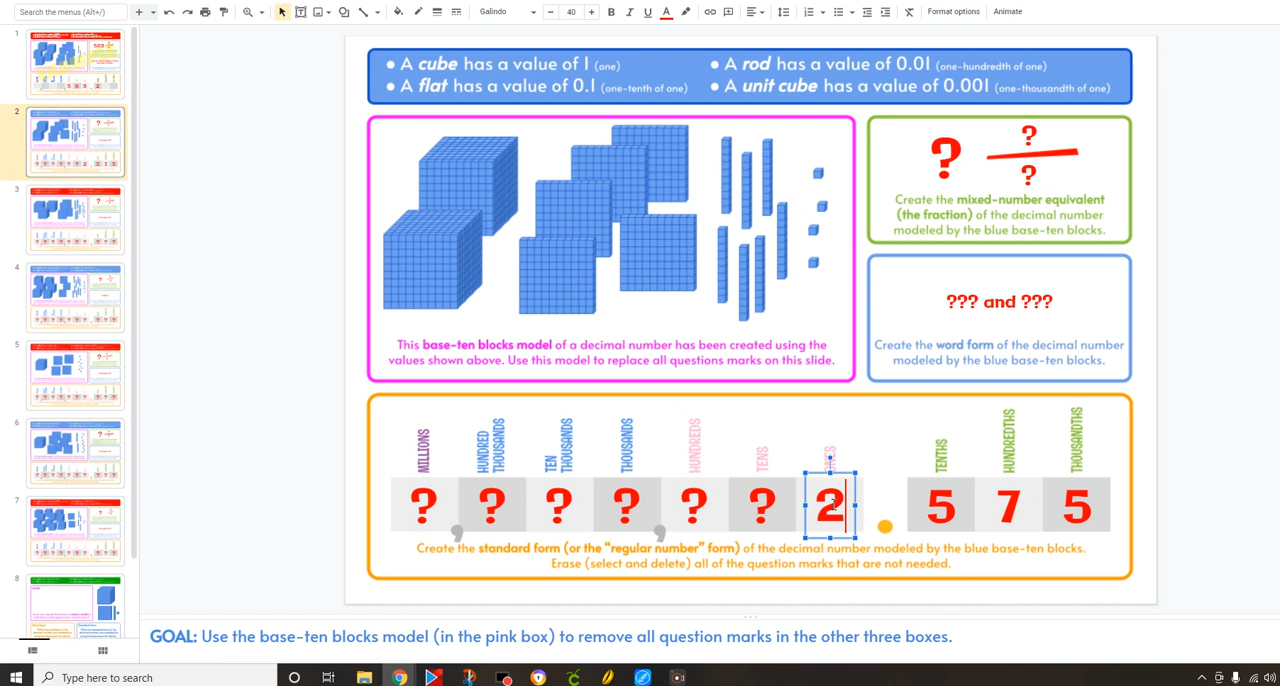 Search the menus (Alt+/)
Galindo
40
Format options
Animate
● A cube has a value of 1 (one)
● A rod has a value of 0.01 (one-hundredth of one)
● A flat has a value of 0.1 (one-tenth of one)
● A unit cube has a value of 0.001 (one-thousandth of one)
This base-ten blocks model of a decimal number has been created using the
values shown above. Use this model to replace all questions marks on this slide.
? ?
?
Create the mixed-number equivalent
(the fraction) of the decimal number
modeled by the blue base-ten blocks.
??? and ???
Create the word form of the decimal number
modeled by the blue base-ten blocks.
MILLIONS
HUNDRED
THOUSANDS
TEN
THOUSANDS
THOUSANDS
HUNDREDS
TENS
ONES
TENTHS
HUNDREDTHS
THOUSANDTHS
? , ? ? ? , ? ? 2 . 5 7 5
Create the standard form (or the “regular number” form) of the decimal number modeled by the blue base-ten blocks.
Erase (select and delete) all of the question marks that are not needed.
GOAL: Use the base-ten blocks model (in the pink box) to remove all question marks in the other three boxes.
1
2
3
4
5
6
7
8
Type here to search